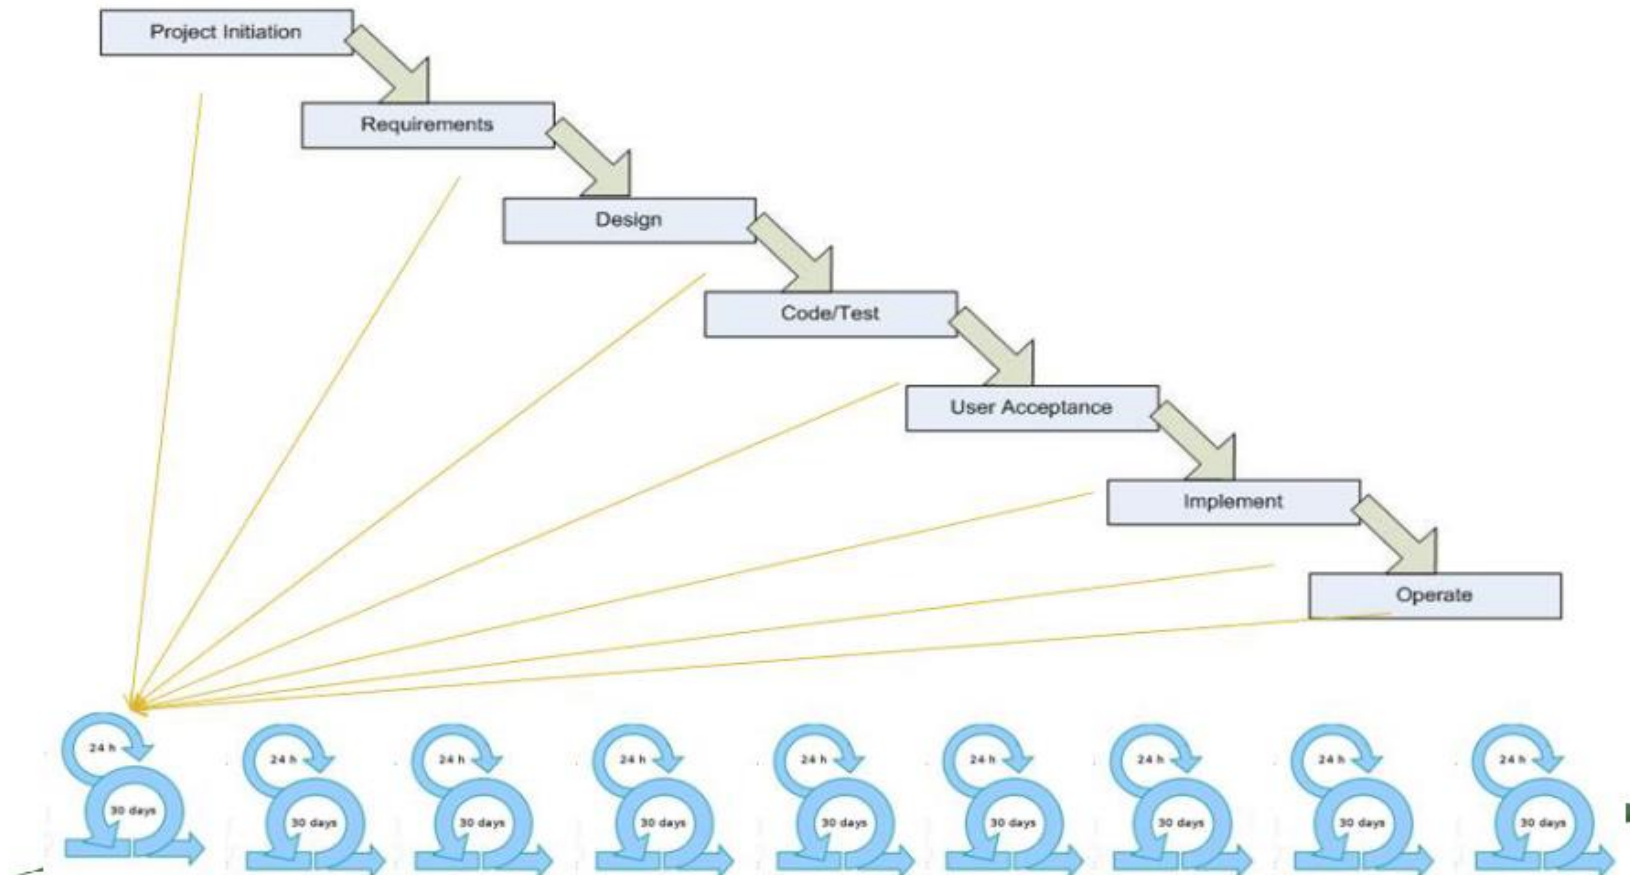 Project Initiation
Requirements
Design
Code/Test
User Acceptance
Implement
Operate
24 h
24 h
24 h
24 h
24 h
24 h
24 h
24 h
24 h
30 days
30 days
30 days
30 days
30 days
30 days
30 days
30 days
30 days